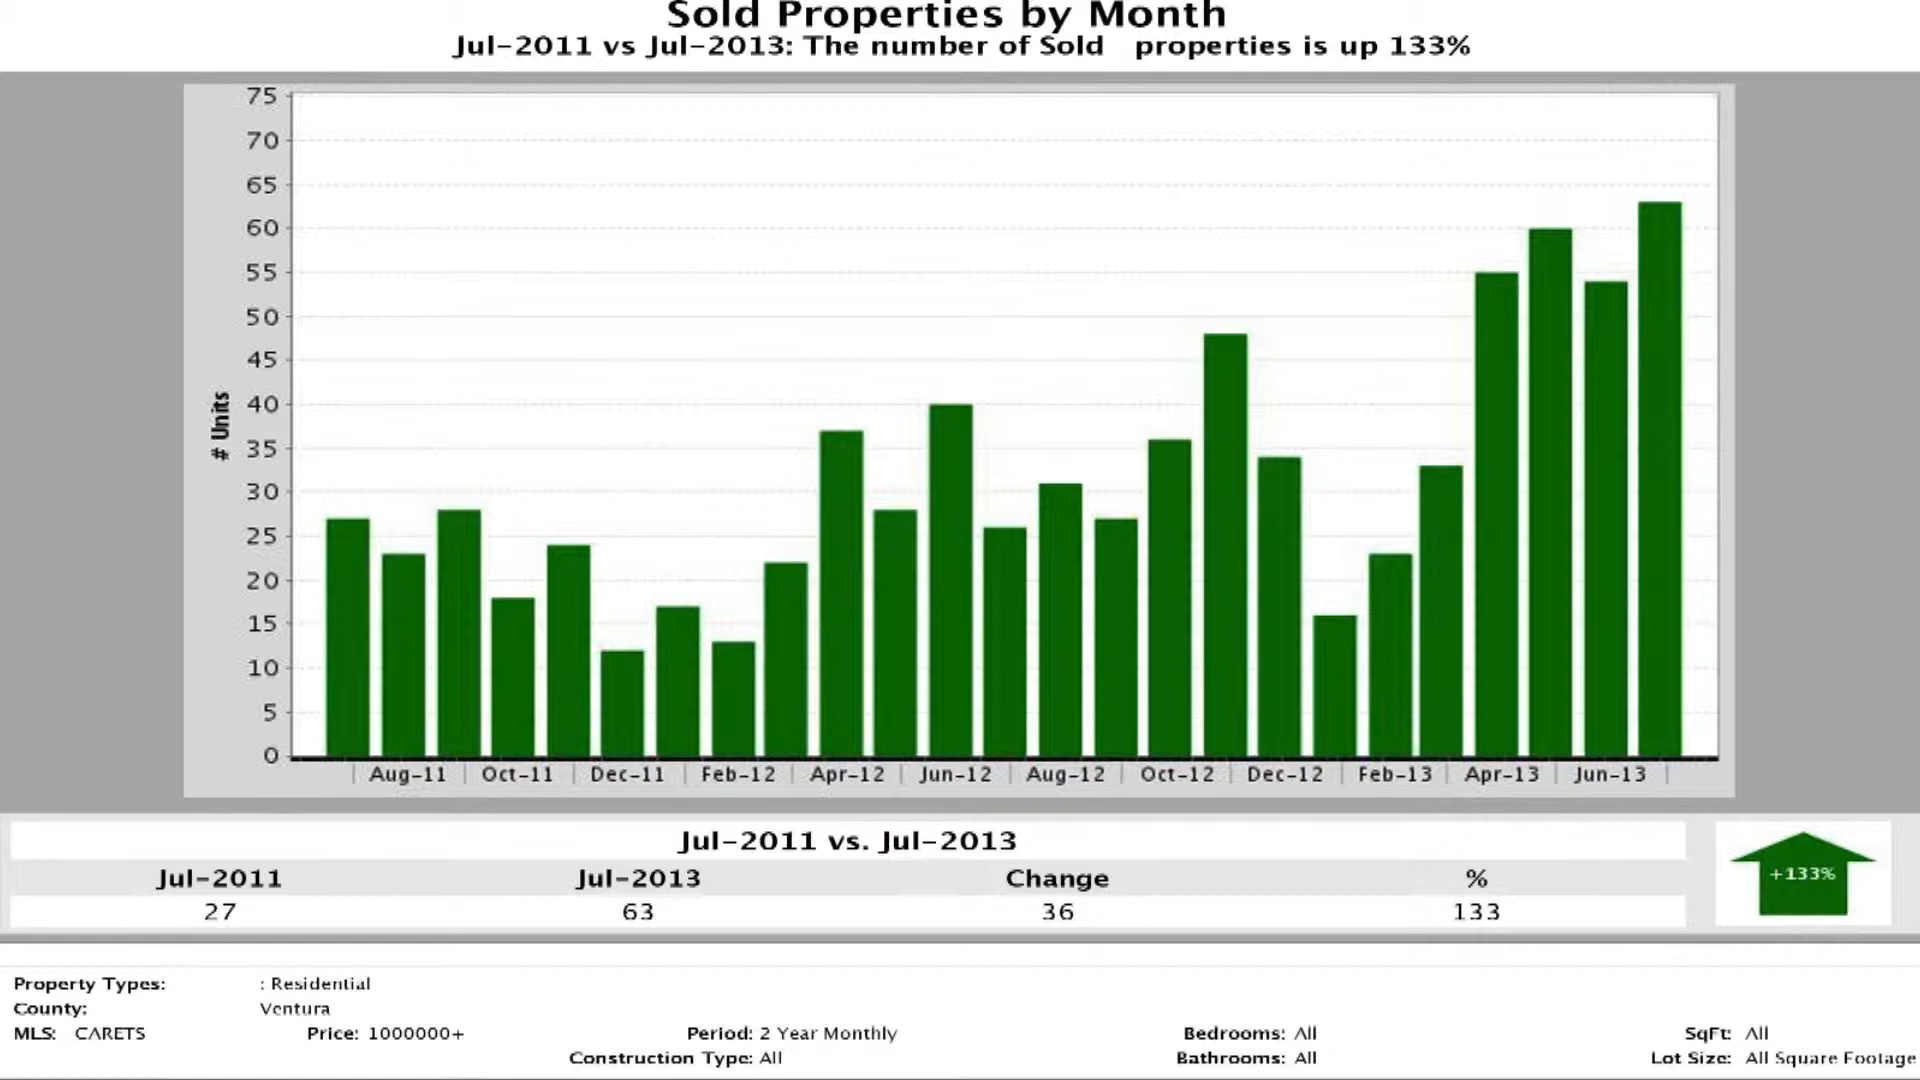 Sold Properties by Month
Jul-2011 vs Jul-2013: The number of Sold properties is up 133%
75
70
65
60
55
50
45
40
35
30
25
20
15
10
5
0
# Units
Aug-11 Oct-11 Dec-11 Feb-12 Apr-12 Jun-12 Aug-12 Oct-12 Dec-12 Feb-13 Apr-13 Jun-13
Jul-2011 vs. Jul-2013
Jul-2011 Jul-2013 Change %
27 63 36 133
+133%
Property Types: : Residential
County: Ventura
MLS: CARETS Price: 1000000+ Period: 2 Year Monthly Bedrooms: All SqFt: All
Construction Type: All Bathrooms: All Lot Size: All Square Footage